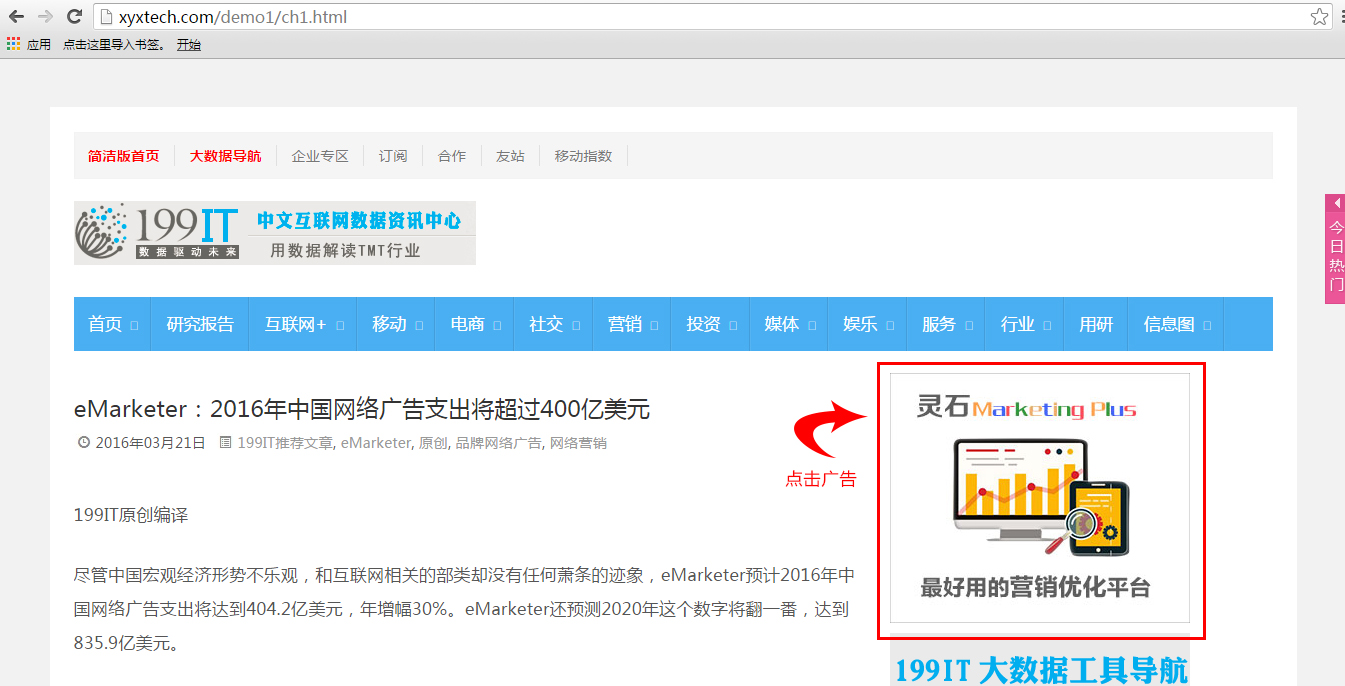 xyxtech.com/demo1/ch1.html
应用 点击这里导入书签。 开始
简洁版首页 大数据导航 企业专区 订阅 合作 友站 移动指数
199IT 中文互联网数据资讯中心
数据驱动未来 用数据解读TMT行业
今日热门
首页 研究报告 互联网+ 移动 电商 社交 营销 投资 媒体 娱乐 服务 行业 用研 信息图
eMarketer：2016年中国网络广告支出将超过400亿美元
2016年03月21日 199IT推荐文章, eMarketer, 原创, 品牌网络广告, 网络营销
点击广告
灵石 Marketing Plus
最好用的营销优化平台
199IT原创编译
尽管中国宏观经济形势不乐观，和互联网相关的部类却没有任何萧条的迹象，eMarketer预计2016年中
国网络广告支出将达到404.2亿美元，年增幅30%。eMarketer还预测2020年这个数字将翻一番，达到
835.9亿美元。
199IT 大数据工具导航